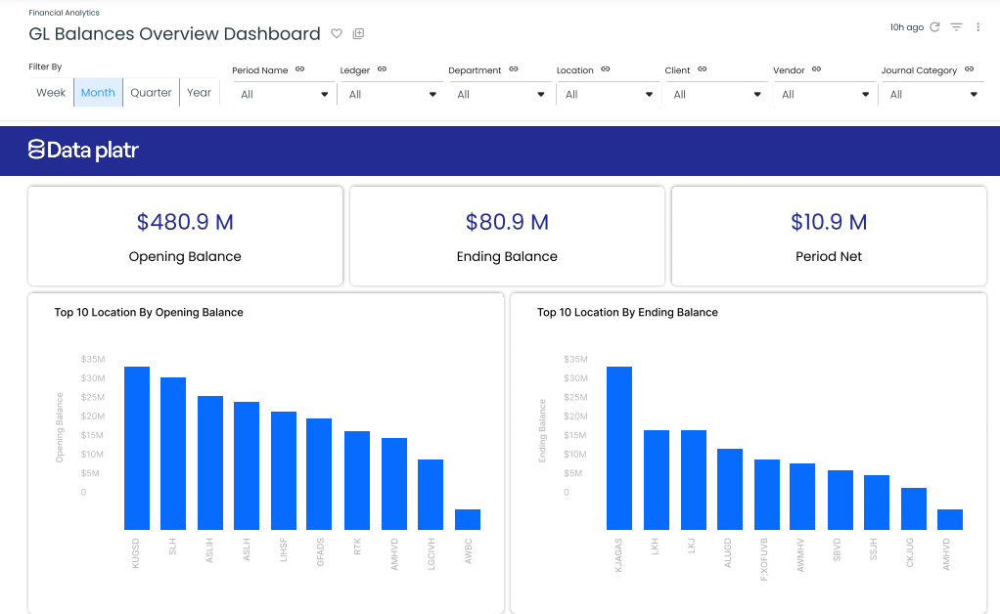 Financial Analytics
GL Balances Overview Dashboard
10h ago
Filter By
Week Month Quarter Year
Period Name Ledger Department Location Client Vendor Journal Category
All All All All All All All
Data platr
$480.9 M
Opening Balance
$80.9 M
Ending Balance
$10.9 M
Period Net
Top 10 Location By Opening Balance
Opening Balance
$35M
$30M
$25M
$20M
$15M
$10M
$5M
0
KUGSD SLH ASLIH ASLH LIHSF GFADS RTK AMHVD LGCIVH AWBC
Top 10 Location By Ending Balance
Ending Balance
$35M
$30M
$25M
$20M
$15M
$10M
$5M
0
KJAGAS LKH LKJ ALUGD F;XOFUVB AWMHV SBVD SSJH CKJUG AMHVD